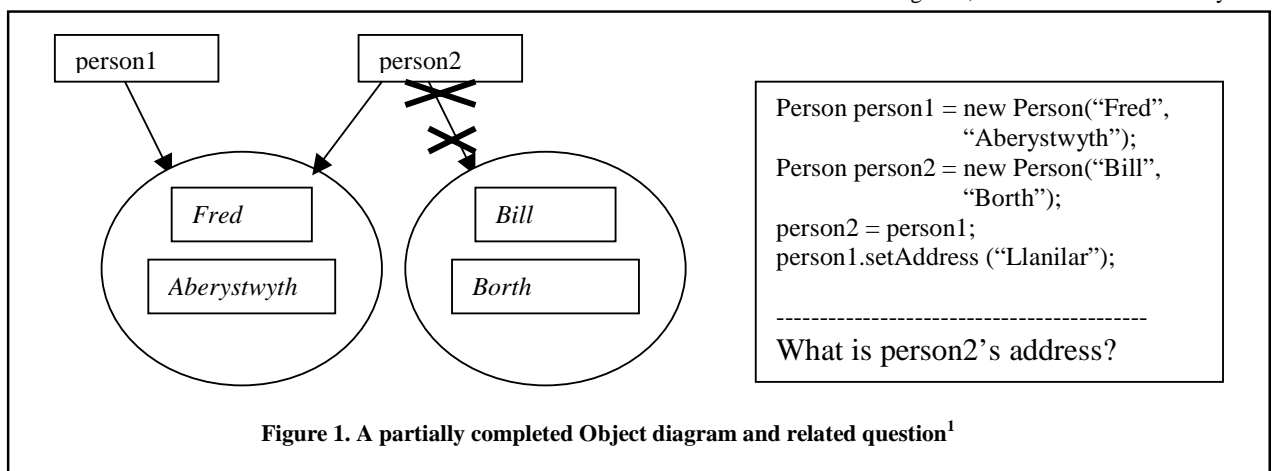 person1
person2
Fred
Aberystwyth
Bill
Borth
Person person1 = new Person(“Fred”,
“Aberystwyth”);
Person person2 = new Person(“Bill”,
“Borth”);
person2 = person1;
person1.setAddress (“Llanilar”);
-------------------------------------------
What is person2’s address?
Figure 1. A partially completed Object diagram and related question1